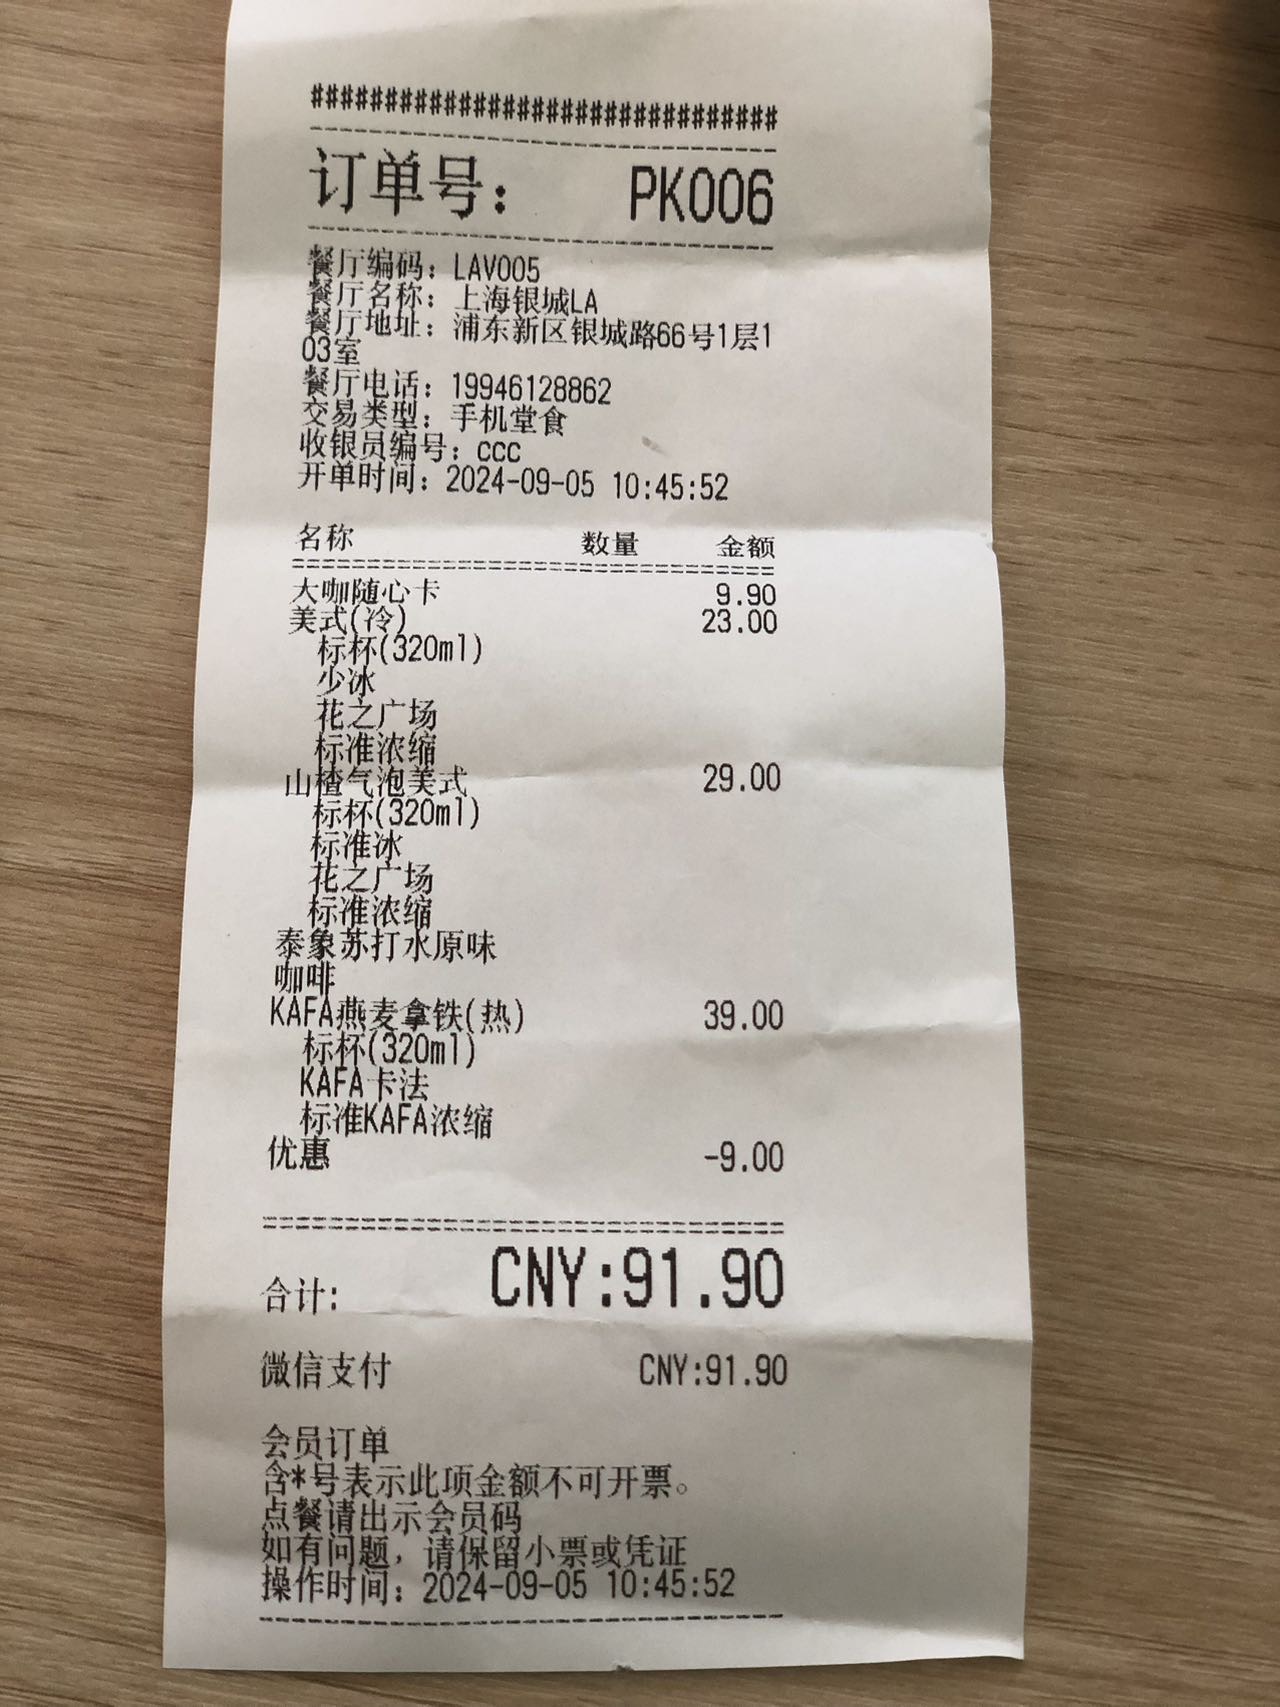 ################################
订单号： PK006
餐厅编码：LAV005
餐厅名称：上海银城LA
餐厅地址：浦东新区银城路66号1层1
03室
餐厅电话：19946128862
交易类型：手机堂食
收银员编号：ccc
开单时间：2024-09-05 10:45:52
名称 数量 金额
大咖随心卡 9.90
美式(冷) 23.00
标杯(320ml)
少冰
花之广场
标准浓缩
山楂气泡美式 29.00
标杯(320ml)
标准冰
花之广场
标准浓缩
泰象苏打水原味
咖啡
KAFA燕麦拿铁(热) 39.00
标杯(320ml)
KAFA卡法
标准KAFA浓缩
优惠 -9.00
合计: CNY:91.90
微信支付 CNY:91.90
会员订单
含*号表示此项金额不可开票。
点餐请出示会员码
如有问题，请保留小票或凭证
操作时间：2024-09-05 10:45:52